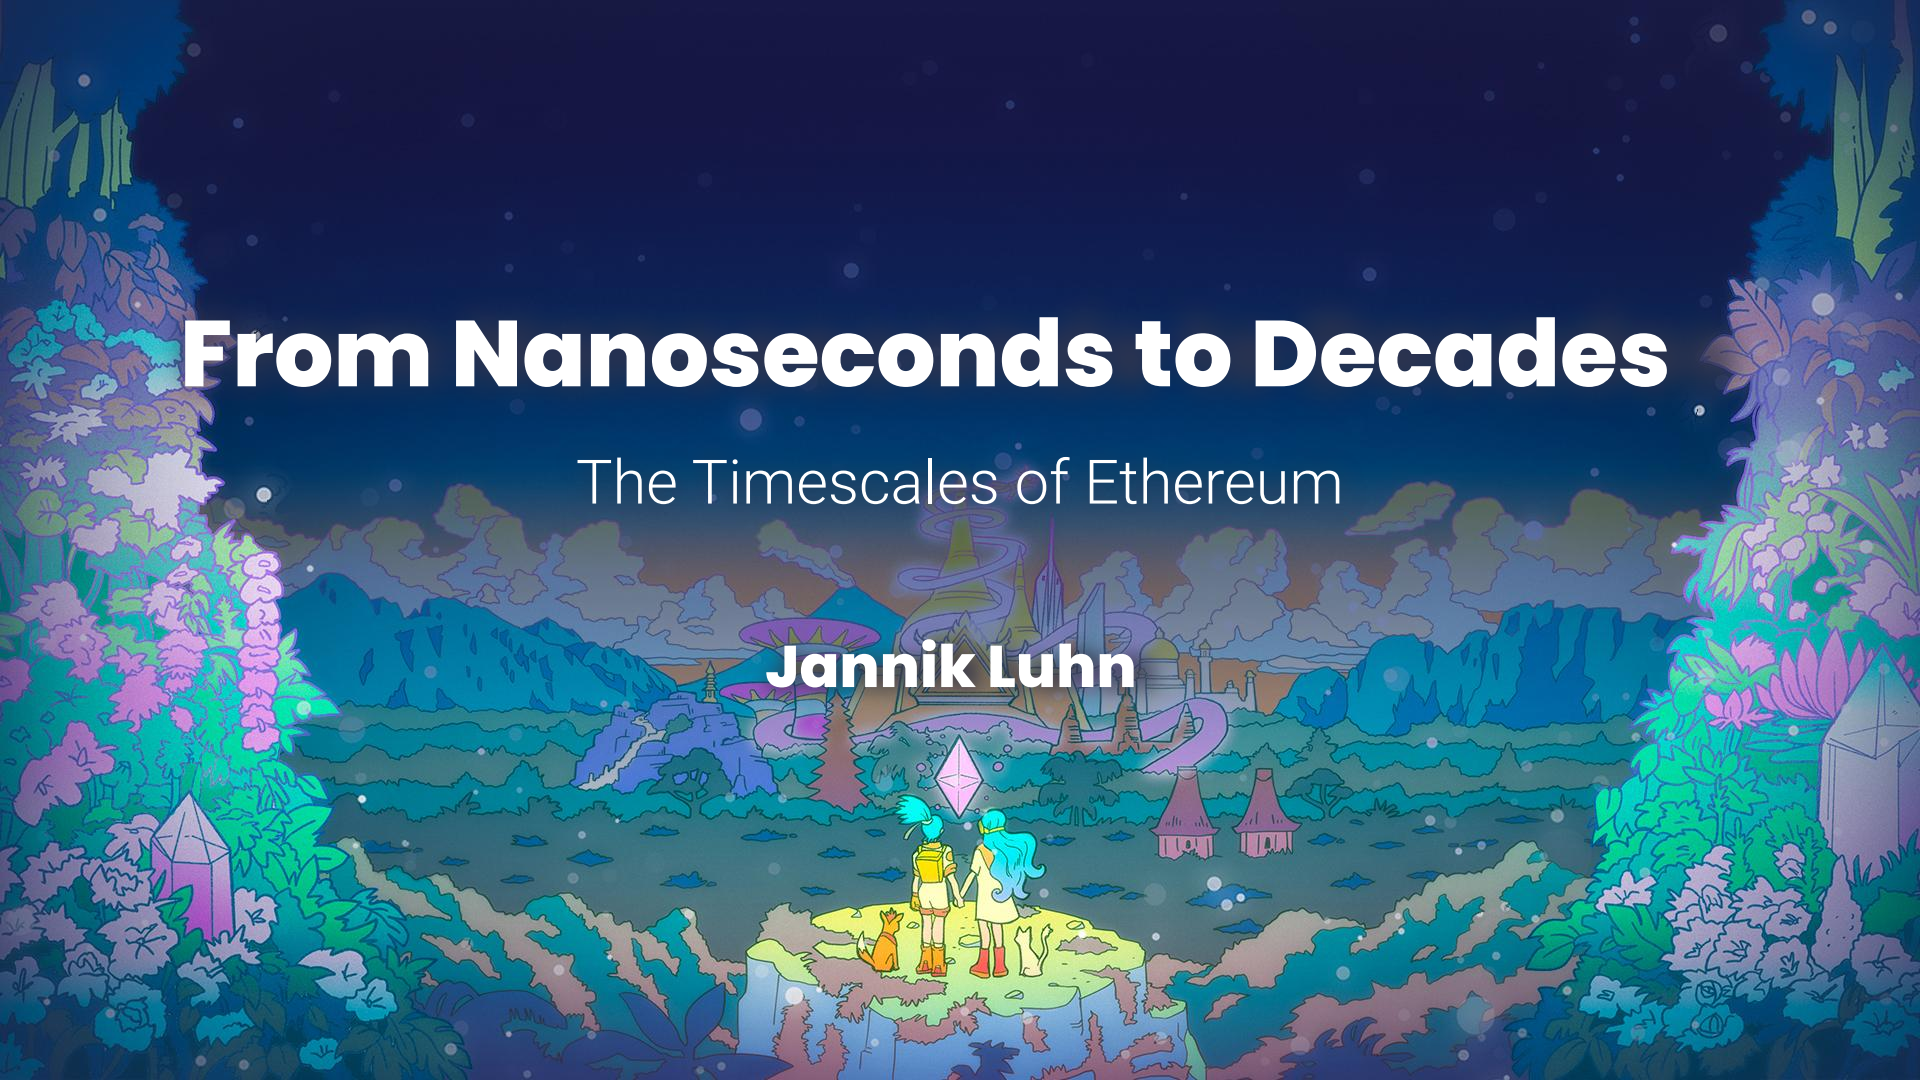 From Nanoseconds to Decades
The Timescales of Ethereum
Jannik Luhn